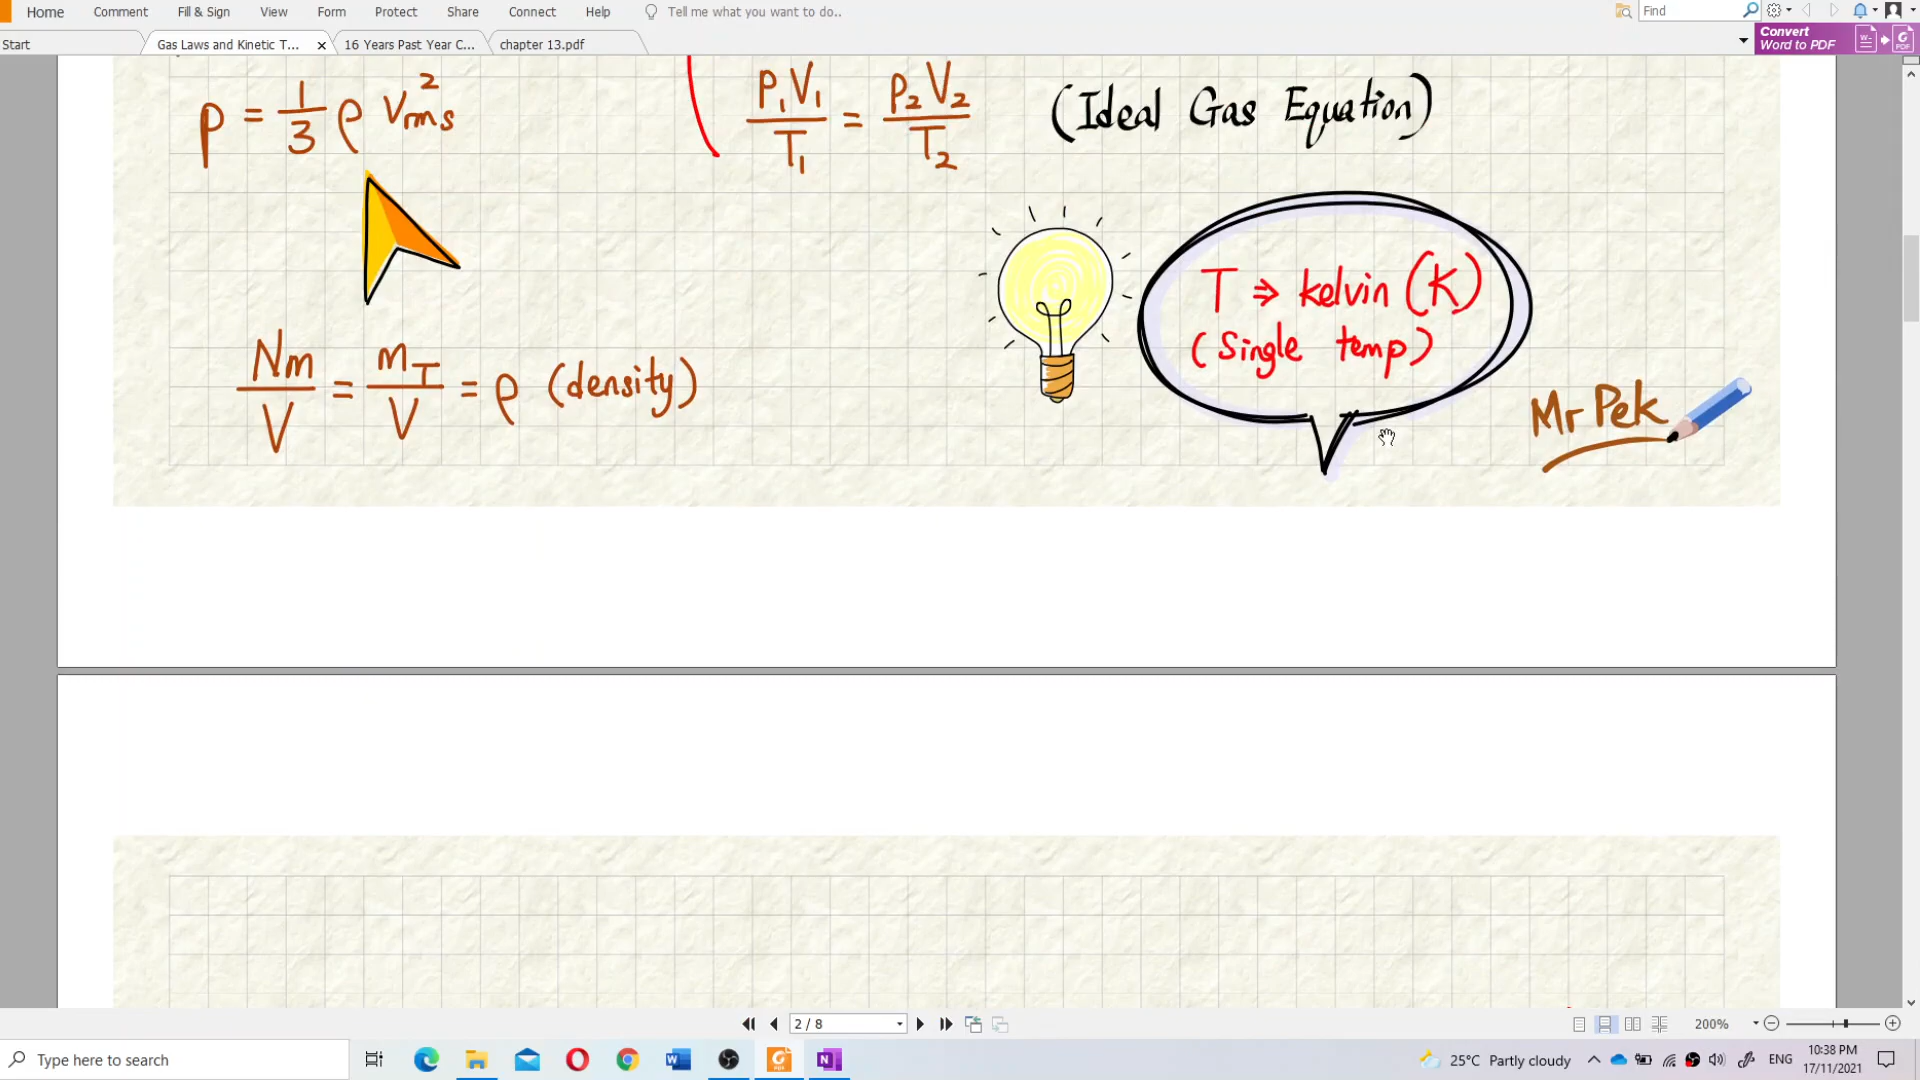 Home Comment Fill & Sign View Form Protect Share Connect Help Tell me what you want to do.. Find
Start Gas Laws and Kinetic T... × 16 Years Past Year C... chapter 13.pdf Convert
Word to PDF
p = 1/3 ρ Vrms²
P₁V₁/T₁ = P₂V₂/T₂ (Ideal Gas Equation)
T ⇒ kelvin (K)
(Single temp)
Nm/V = m_T/V = ρ (density)
Mr Pek
2 / 8 200%
Type here to search 25°C Partly cloudy ENG 10:38 PM
17/11/2021